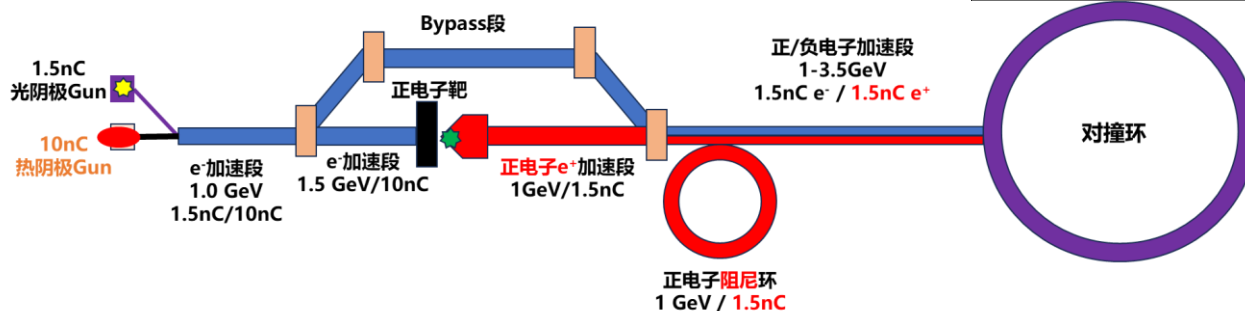 1.5nC
光阴极Gun
10nC
热阴极Gun
e-加速段
1.0 GeV
1.5nC/10nC
e-加速段
1.5 GeV/10nC
Bypass段
正电子靶
正电子e+加速段
1GeV/1.5nC
正/负电子加速段
1-3.5GeV
1.5nC e- / 1.5nC e+
正电子阻尼环
1 GeV / 1.5nC
对撞环